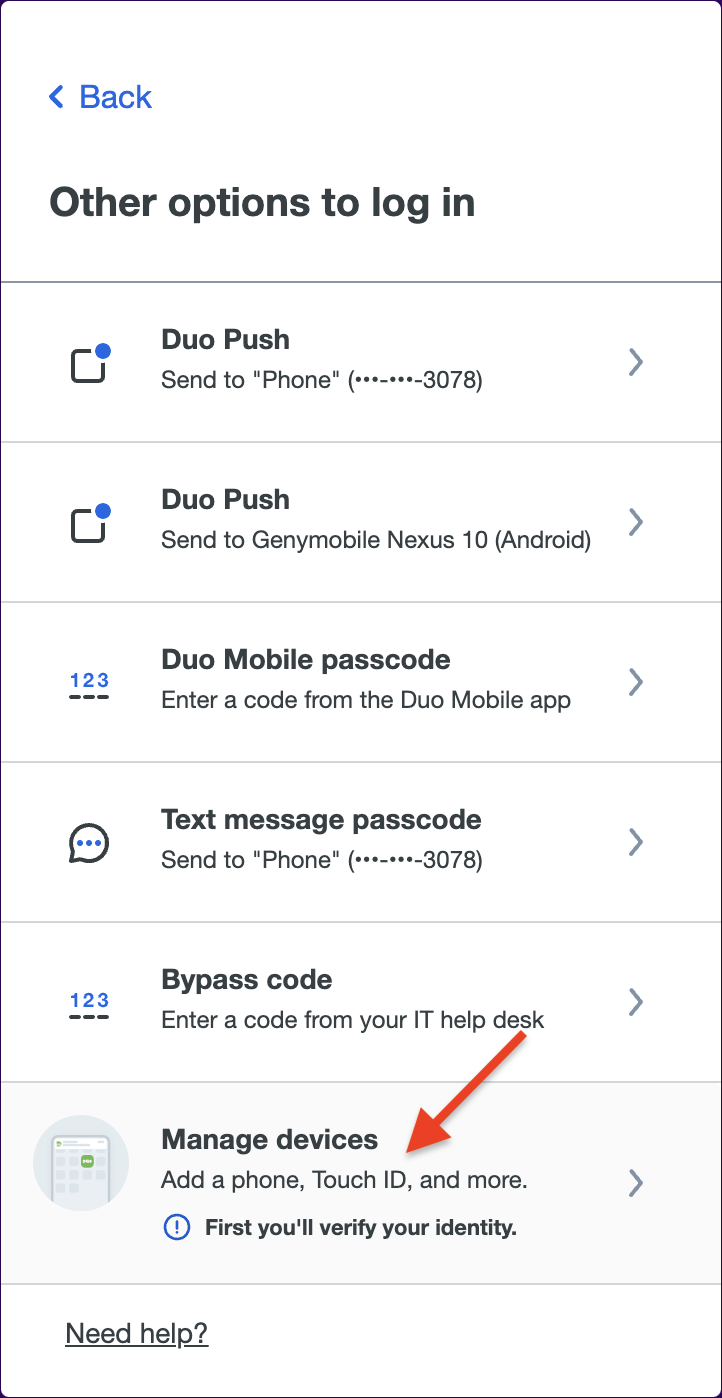 Back
Other options to log in
Duo Push
Send to "Phone" (•••-•••-3078)
Duo Push
Send to Genymobile Nexus 10 (Android)
123
Duo Mobile passcode
Enter a code from the Duo Mobile app
Text message passcode
Send to "Phone" (•••-•••-3078)
123
Bypass code
Enter a code from your IT help desk
Manage devices
Add a phone, Touch ID, and more.
First you'll verify your identity.
Need help?